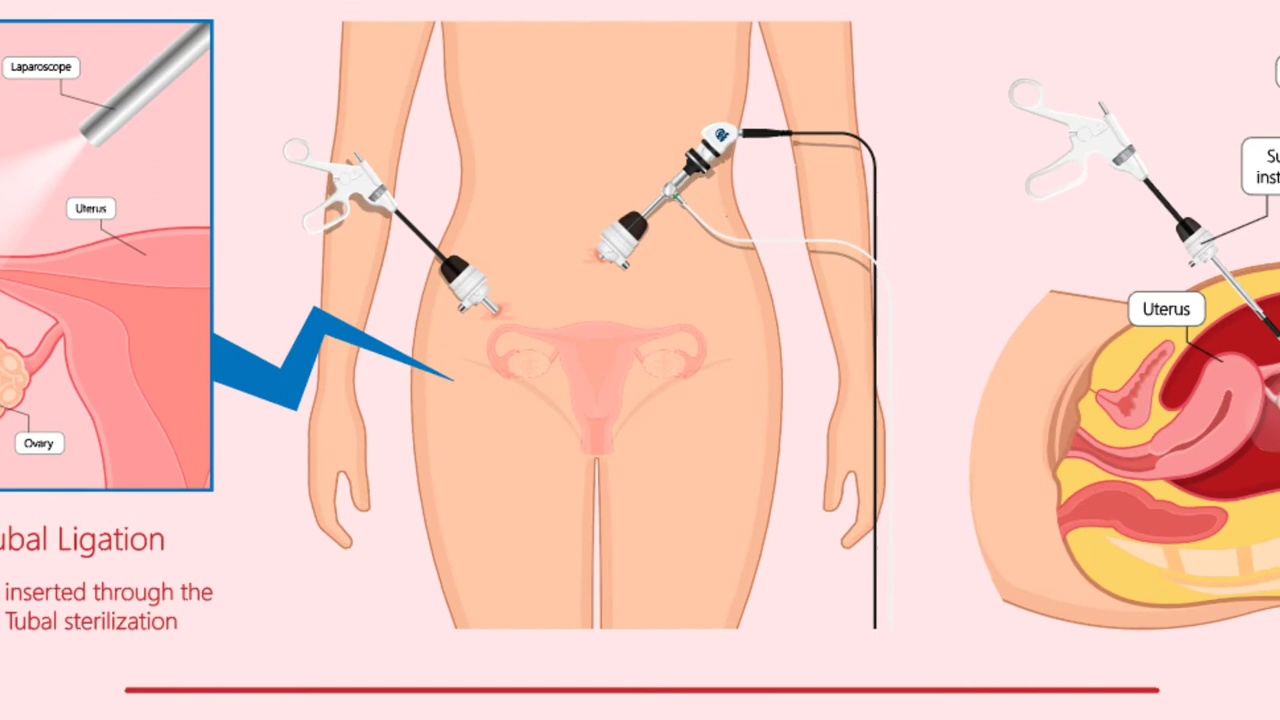 Laparoscope
Uterus
Ovary
ubal Ligation
inserted through the
Tubal sterilization
Uterus
Su
inst